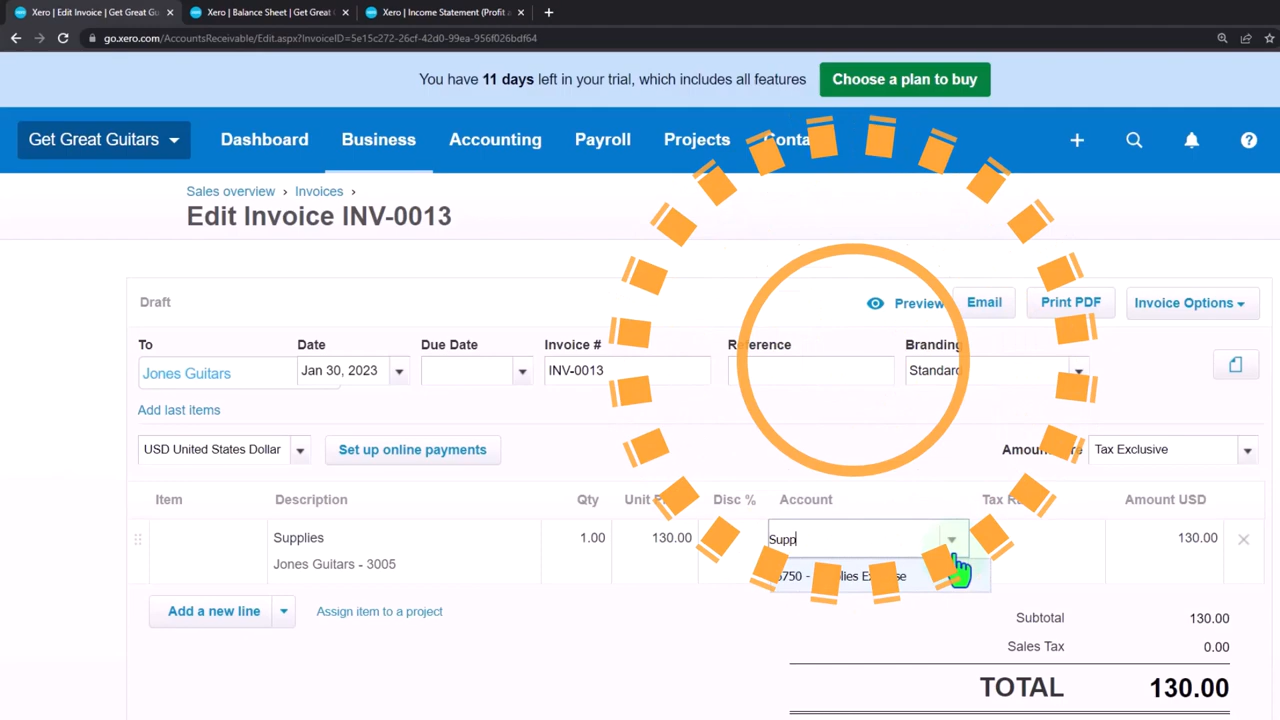 Xero | Edit Invoice | Get Great Gu
Xero | Balance Sheet | Get Great
Xero | Income Statement (Profit a
go.xero.com/AccountsReceivable/Edit.aspx?InvoiceID=5e15c272-26cf-42d0-99ea-956f026bdf64
You have 11 days left in your trial, which includes all features
Choose a plan to buy
Get Great Guitars
Dashboard
Business
Accounting
Payroll
Projects
Conta
Sales overview › Invoices ›
Edit Invoice INV-0013
Draft
Preview
Email
Print PDF
Invoice Options
To
Date
Due Date
Invoice #
Reference
Branding
Jones Guitars
Jan 30, 2023
INV-0013
Standard
Add last items
USD United States Dollar
Set up online payments
Tax Exclusive
Item
Description
Qty
Unit
Disc %
Account
Tax
Amount USD
Supplies
1.00
130.00
Supp
130.00
Jones Guitars - 3005
Add a new line
Assign item to a project
Subtotal
130.00
Sales Tax
0.00
TOTAL
130.00